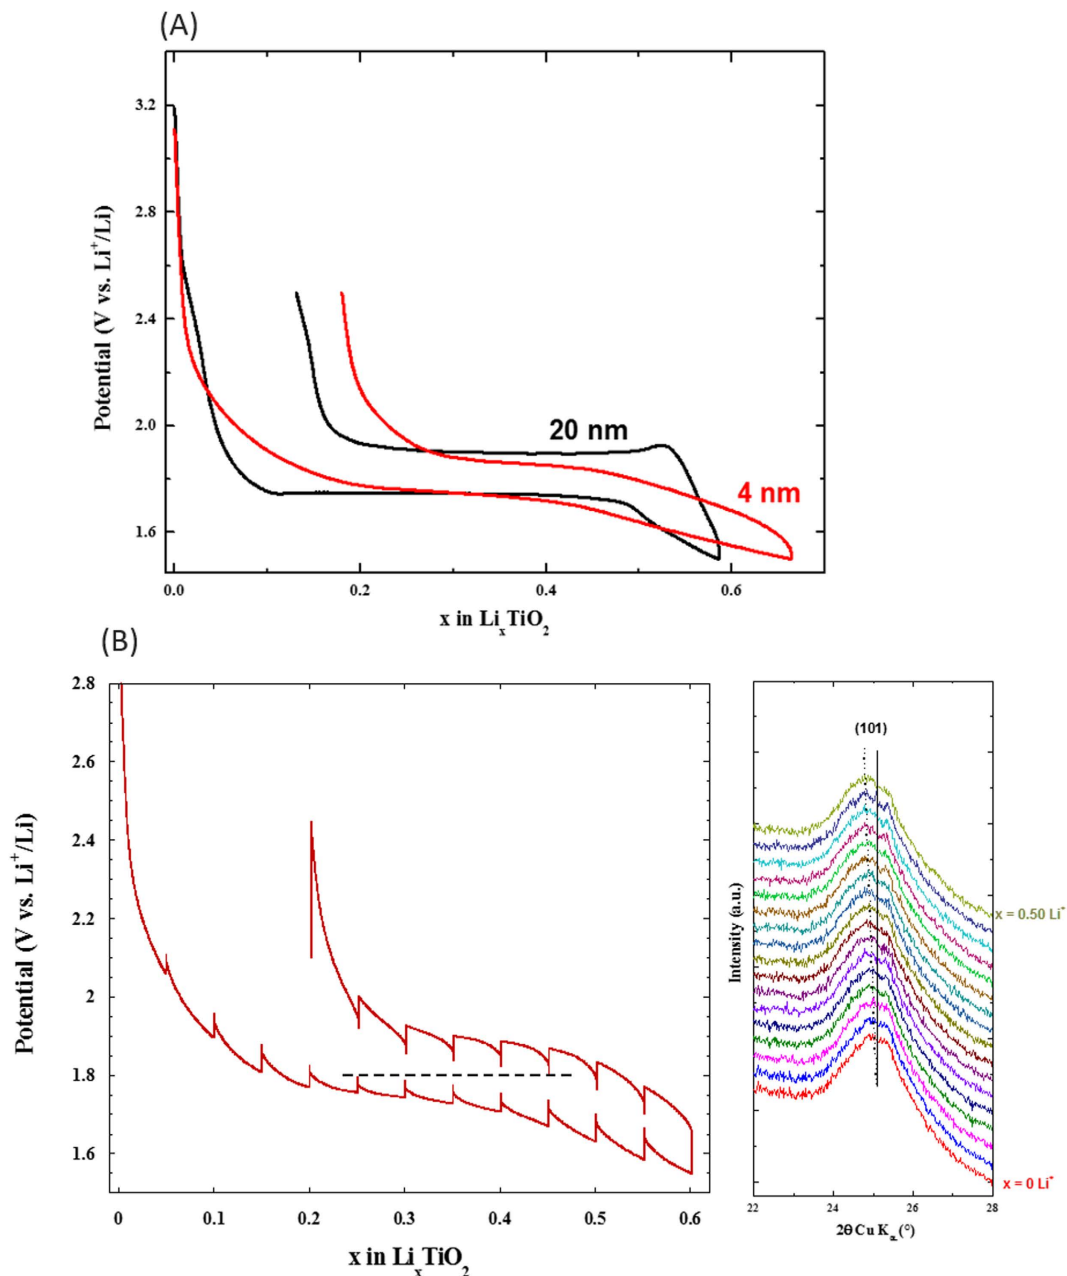 (A)
3.2
2.8
2.4
2.0
1.6
Potential (V vs. Li⁺/Li)
20 nm
4 nm
0.0 0.2 0.4 0.6
x in LiₓTiO₂
(B)
2.8
2.6
2.4
2.2
2
1.8
1.6
Potential (V vs. Li⁺/Li)
0 0.1 0.2 0.3 0.4 0.5 0.6
x in LiₓTiO₂
(101)
Intensity (a.u.)
x = 0.50 Li⁺
x = 0 Li⁺
22 24 26 28
2θ Cu Kα (°)